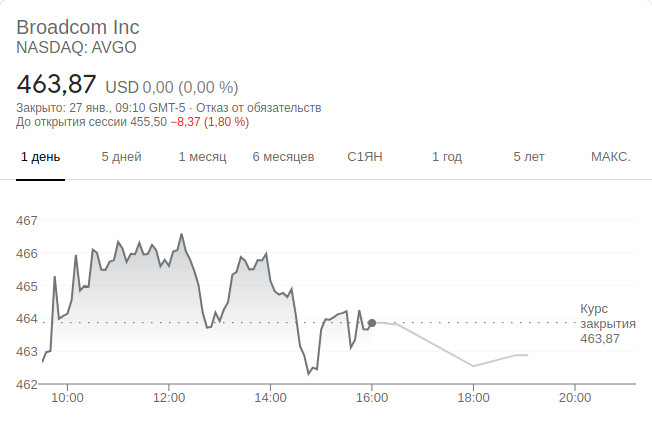 Broadcom Inc
NASDAQ: AVGO
463,87 USD 0,00 (0,00 %)
Закрыто: 27 янв., 09:10 GMT-5 · Отказ от обязательств
До открытия сессии 455,50 −8,37 (1,80 %)
1 день 5 дней 1 месяц 6 месяцев С1ЯН 1 год 5 лет МАКС.
467
466
465
464
463
462
Курс
закрытия
463,87
10:00 12:00 14:00 16:00 18:00 20:00